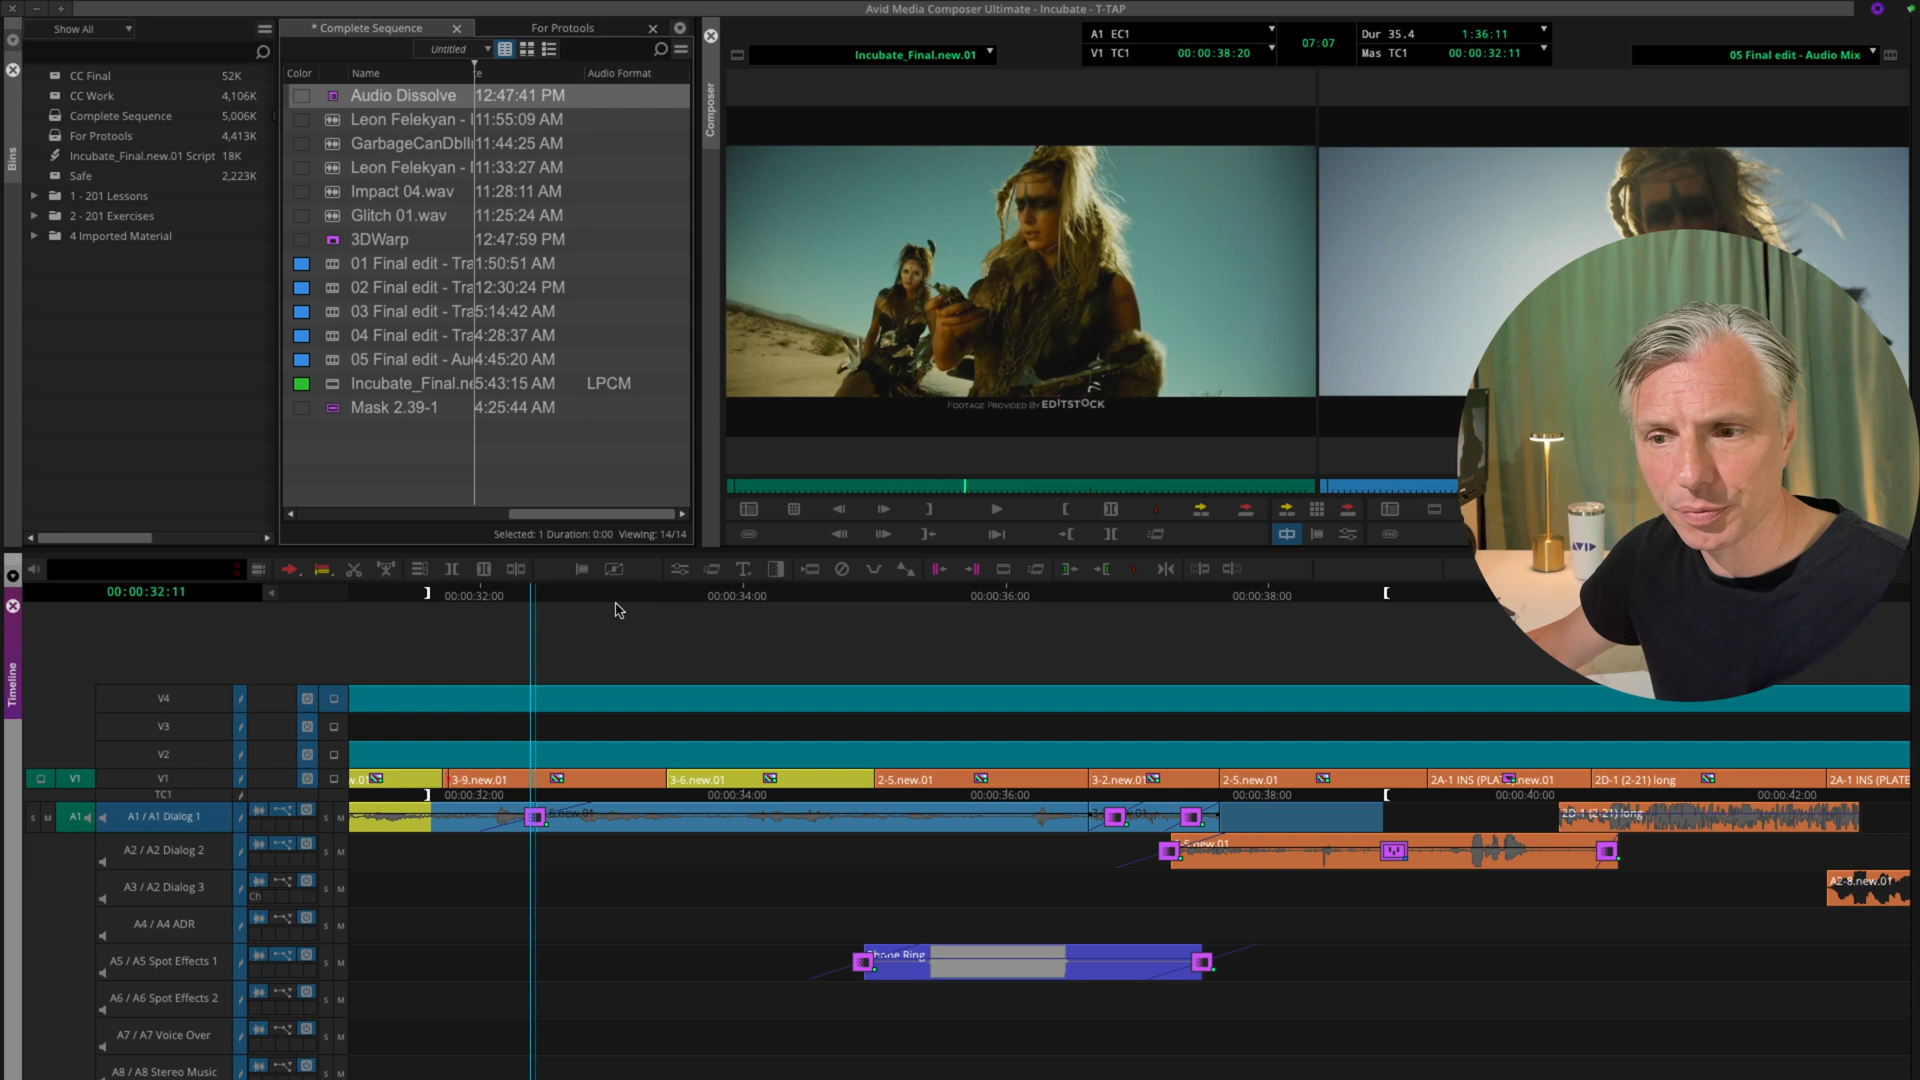 Avid Media Composer Ultimate - Incubate - T-TAP
Show All
CC Final 52K
CC Work 4,106K
Complete Sequence 5,006K
For Protools 4,413K
Incubate_Final.new.01 Script 18K
Safe 2,223K
1 - 201 Lessons
2 - 201 Exercises
4 Imported Material
Bins
* Complete Sequence
For Protools
Untitled
Color Name te Audio Format
Audio Dissolve 12:47:41 PM
Leon Felekyan - 11:55:09 AM
GarbageCanDbl 11:44:25 AM
Leon Felekyan - 11:33:27 AM
Impact 04.wav 11:28:11 AM
Glitch 01.wav 11:25:24 AM
3DWarp 12:47:59 PM
01 Final edit - Tra 1:50:51 AM
02 Final edit - Tra 12:30:24 PM
03 Final edit - Tra 5:14:42 AM
04 Final edit - Tra 4:28:37 AM
05 Final edit - Au 4:45:20 AM
Incubate_Final.ne 5:43:15 AM LPCM
Mask 2.39-1 4:25:44 AM
Selected: 1 Duration: 0:00 Viewing: 14/14
Composer
Incubate_Final.new.01
A1 EC1
V1 TC1 00:00:38:20
07:07
Dur 35.4 1:36:11
Mas TC1 00:00:32:11
05 Final edit - Audio Mix
FOOTAGE PROVIDED BY EDITSTOCK
AVID
Timeline
00:00:32:11
00:00:32:00 00:00:34:00 00:00:36:00 00:00:38:00
V4
V3
V2
V1 V1
w.01 3-9.new.01 3-6.new.01 2-5.new.01 3-2.new.01 2-5.new.01 2A-1 INS (PLA new.01 2D-1 (2-21) long 2A-1 INS (PLATE
TC1 00:00:32:00 00:00:34:00 00:00:36:00 00:00:38:00 00:00:40:00 00:00:42:00
S M A1 A1 / A1 Dialog 1
2D-1 (2-21) long
A2 / A2 Dialog 2 S M
A3 / A2 Dialog 3 Ch S M
A2-8.new.01
A4 / A4 ADR S M
A5 / A5 Spot Effects 1 S M
Phone Ring
A6 / A6 Spot Effects 2 S M
A7 / A7 Voice Over S M
A8 / A8 Stereo Music S M